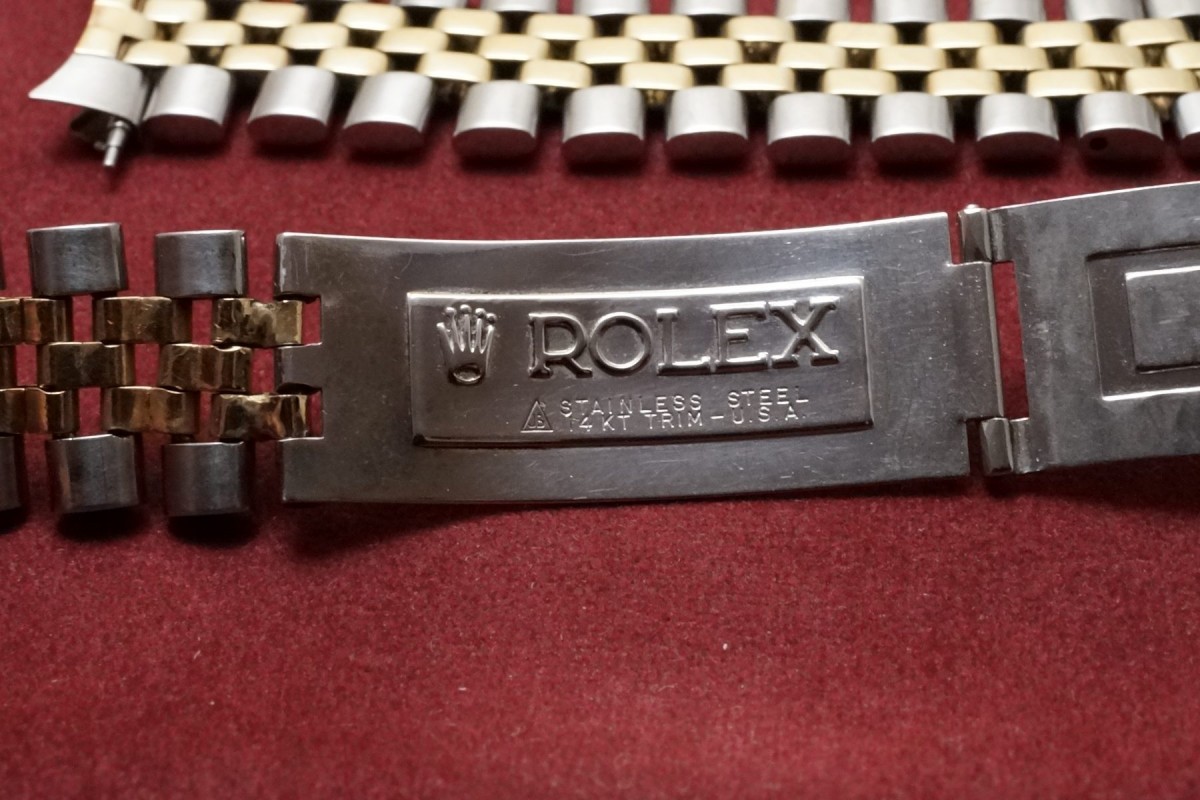 ROLEX
STAINLESS STEEL
14 KT TRIM - U.S.A.